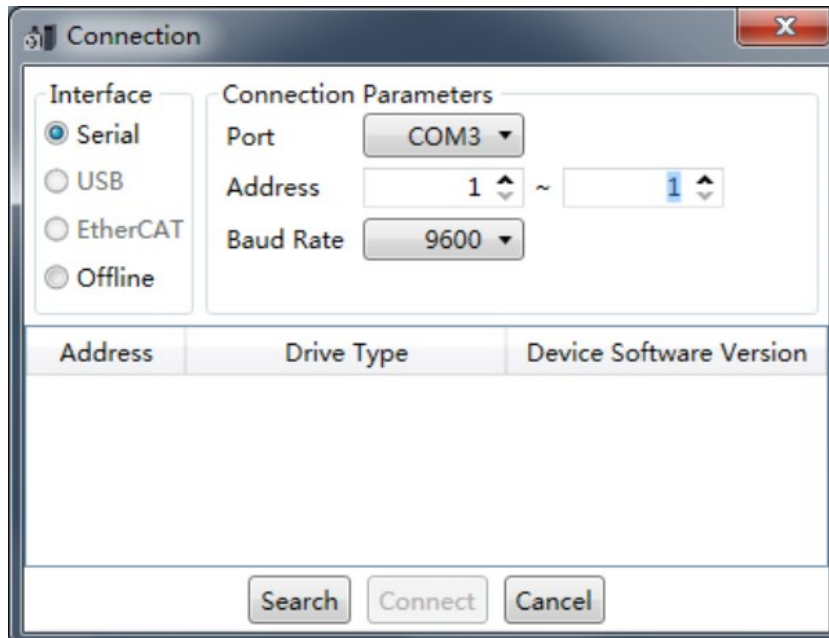 Connection
Interface
Serial
USB
EtherCAT
Offline
Connection Parameters
Port COM3
Address 1 ~ 1
Baud Rate 9600
Address Drive Type Device Software Version
Search Connect Cancel